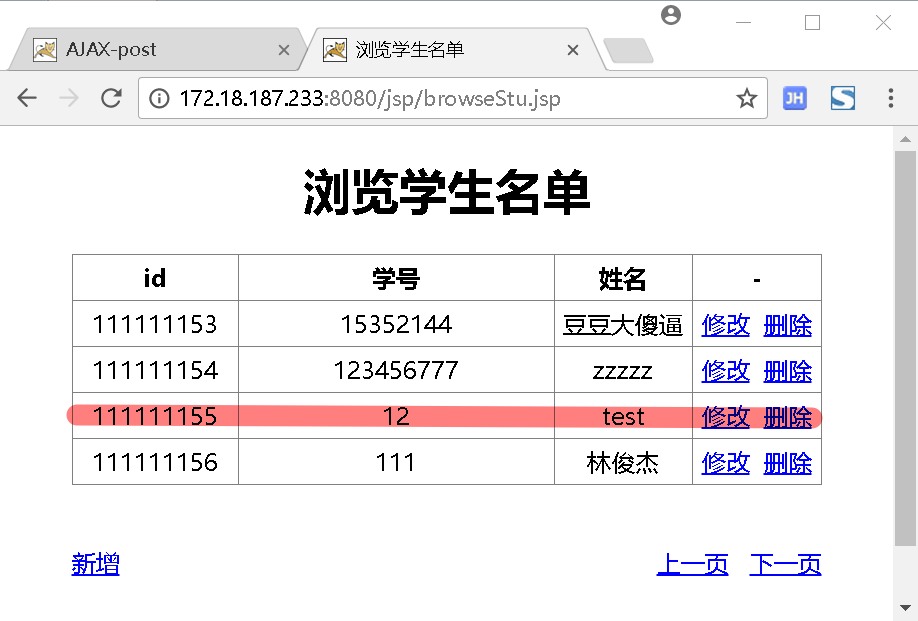 AJAX-post
浏览学生名单
172.18.187.233:8080/jsp/browseStu.jsp
JH
S
浏览学生名单
id 学号 姓名 -
111111153 15352144 豆豆大傻逼 修改 删除
111111154 123456777 zzzzz 修改 删除
111111155 12 test 修改 删除
111111156 111 林俊杰 修改 删除
新增 上一页 下一页